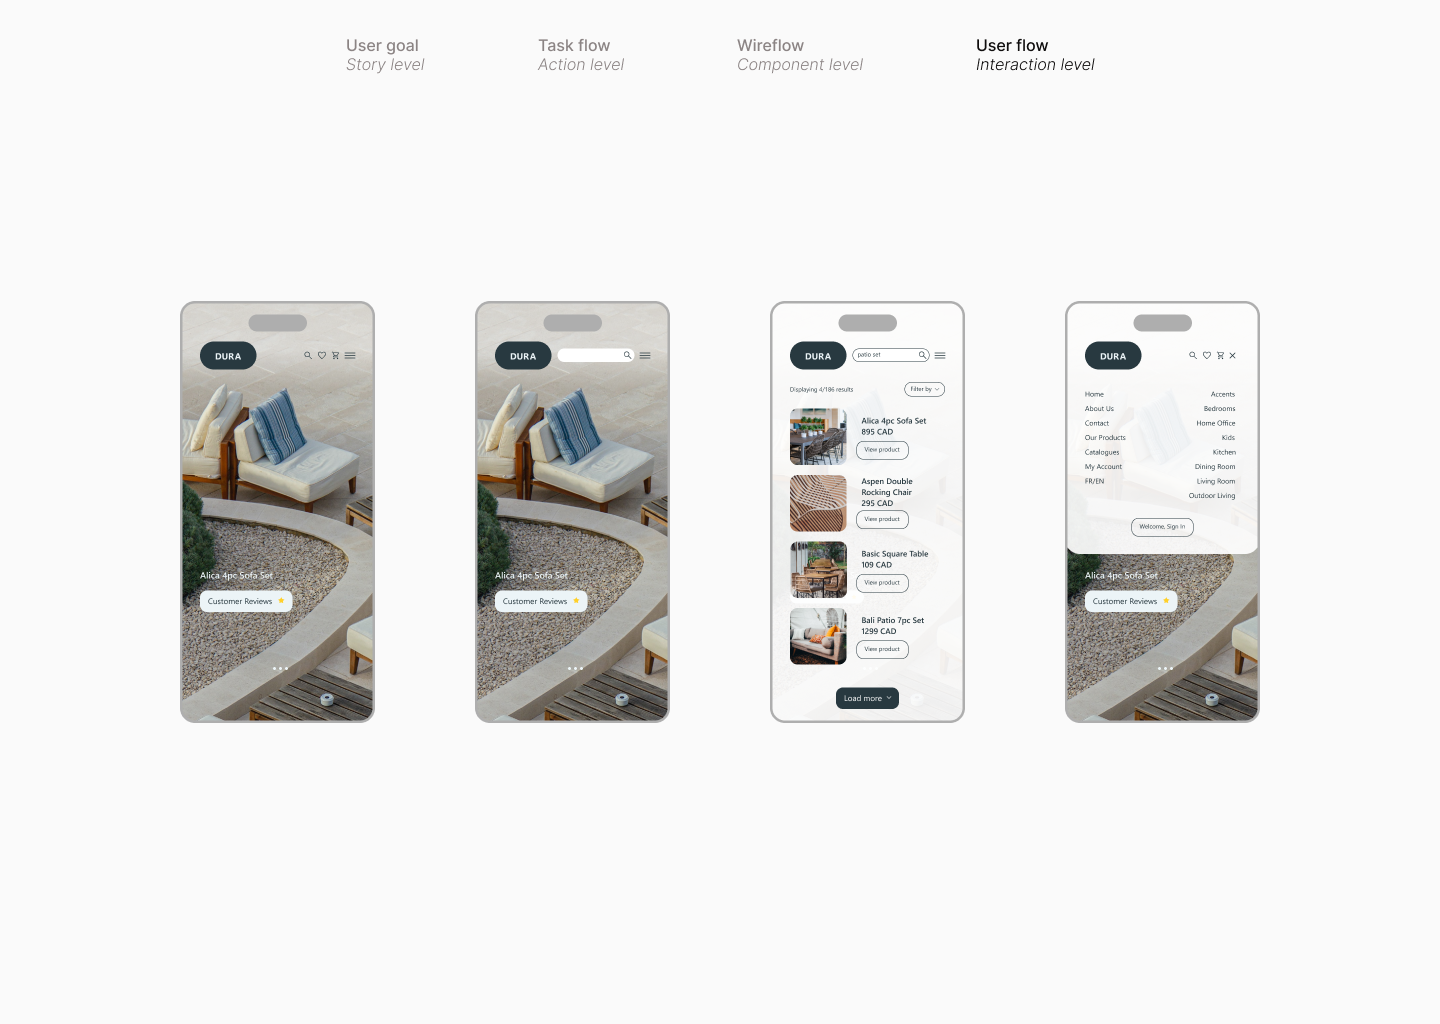 User goal
Story level
Task flow
Action level
Wireflow
Component level
User flow
Interaction level
DURA
Alica 4pc Sofa Set
Customer Reviews
DURA
Alica 4pc Sofa Set
Customer Reviews
DURA
patio set
Displaying 4/186 results
Filter by
Alica 4pc Sofa Set
895 CAD
View product
Aspen Double
Rocking Chair
295 CAD
View product
Basic Square Table
109 CAD
View product
Bali Patio 7pc Set
1299 CAD
View product
Load more
DURA
Home
About Us
Contact
Our Products
Catalogues
My Account
FR/EN
Accents
Bedrooms
Home Office
Kids
Kitchen
Dining Room
Living Room
Outdoor Living
Welcome, Sign In
Alica 4pc Sofa Set
Customer Reviews